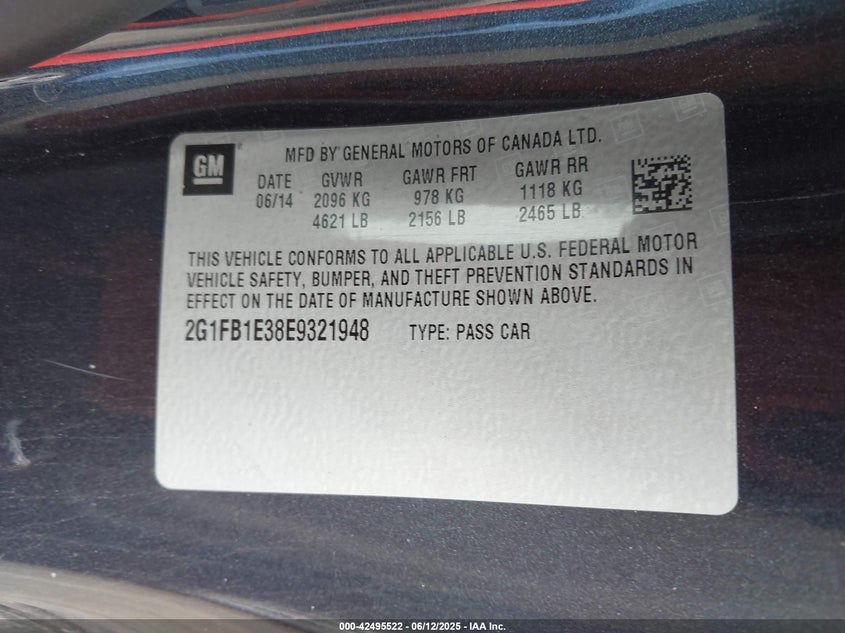 GM
MFD BY GENERAL MOTORS OF CANADA LTD.
DATE GVWR GAWR FRT GAWR RR
06/14 2096 KG 978 KG 1118 KG
4621 LB 2156 LB 2465 LB
THIS VEHICLE CONFORMS TO ALL APPLICABLE U.S. FEDERAL MOTOR
VEHICLE SAFETY, BUMPER, AND THEFT PREVENTION STANDARDS IN
EFFECT ON THE DATE OF MANUFACTURE SHOWN ABOVE.
2G1FB1E38E9321948 TYPE: PASS CAR
000-42495522 - 06/12/2025 - IAA Inc.